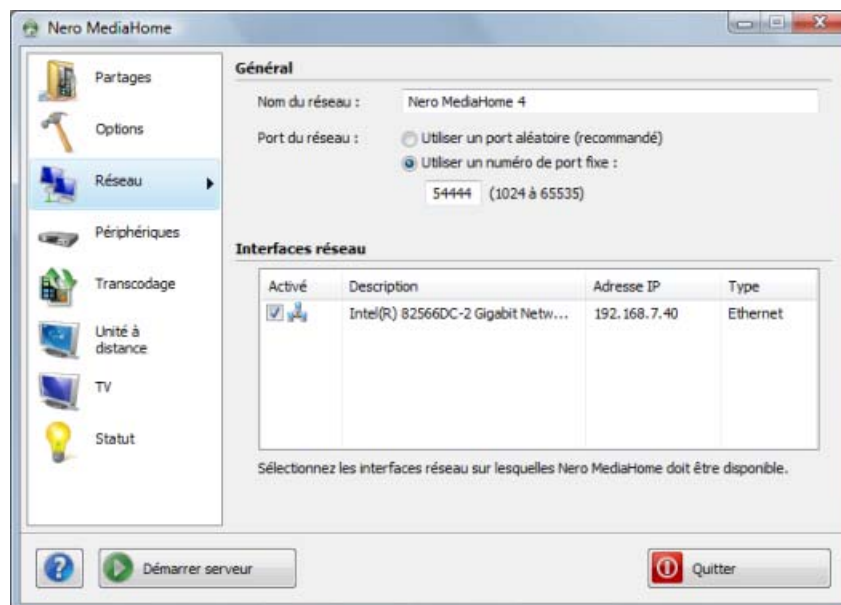 Nero MediaHome
Partages
Options
Réseau
Périphériques
Transcodage
Unité à
distance
TV
Statut
Général
Nom du réseau : Nero MediaHome 4
Port du réseau : Utiliser un port aléatoire (recommandé)
Utiliser un numéro de port fixe :
54444 (1024 à 65535)
Interfaces réseau
Activé Description Adresse IP Type
Intel(R) 82566DC-2 Gigabit Netw... 192.168.7.40 Ethernet
Sélectionnez les interfaces réseau sur lesquelles Nero MediaHome doit être disponible.
? Démarrer serveur Quitter